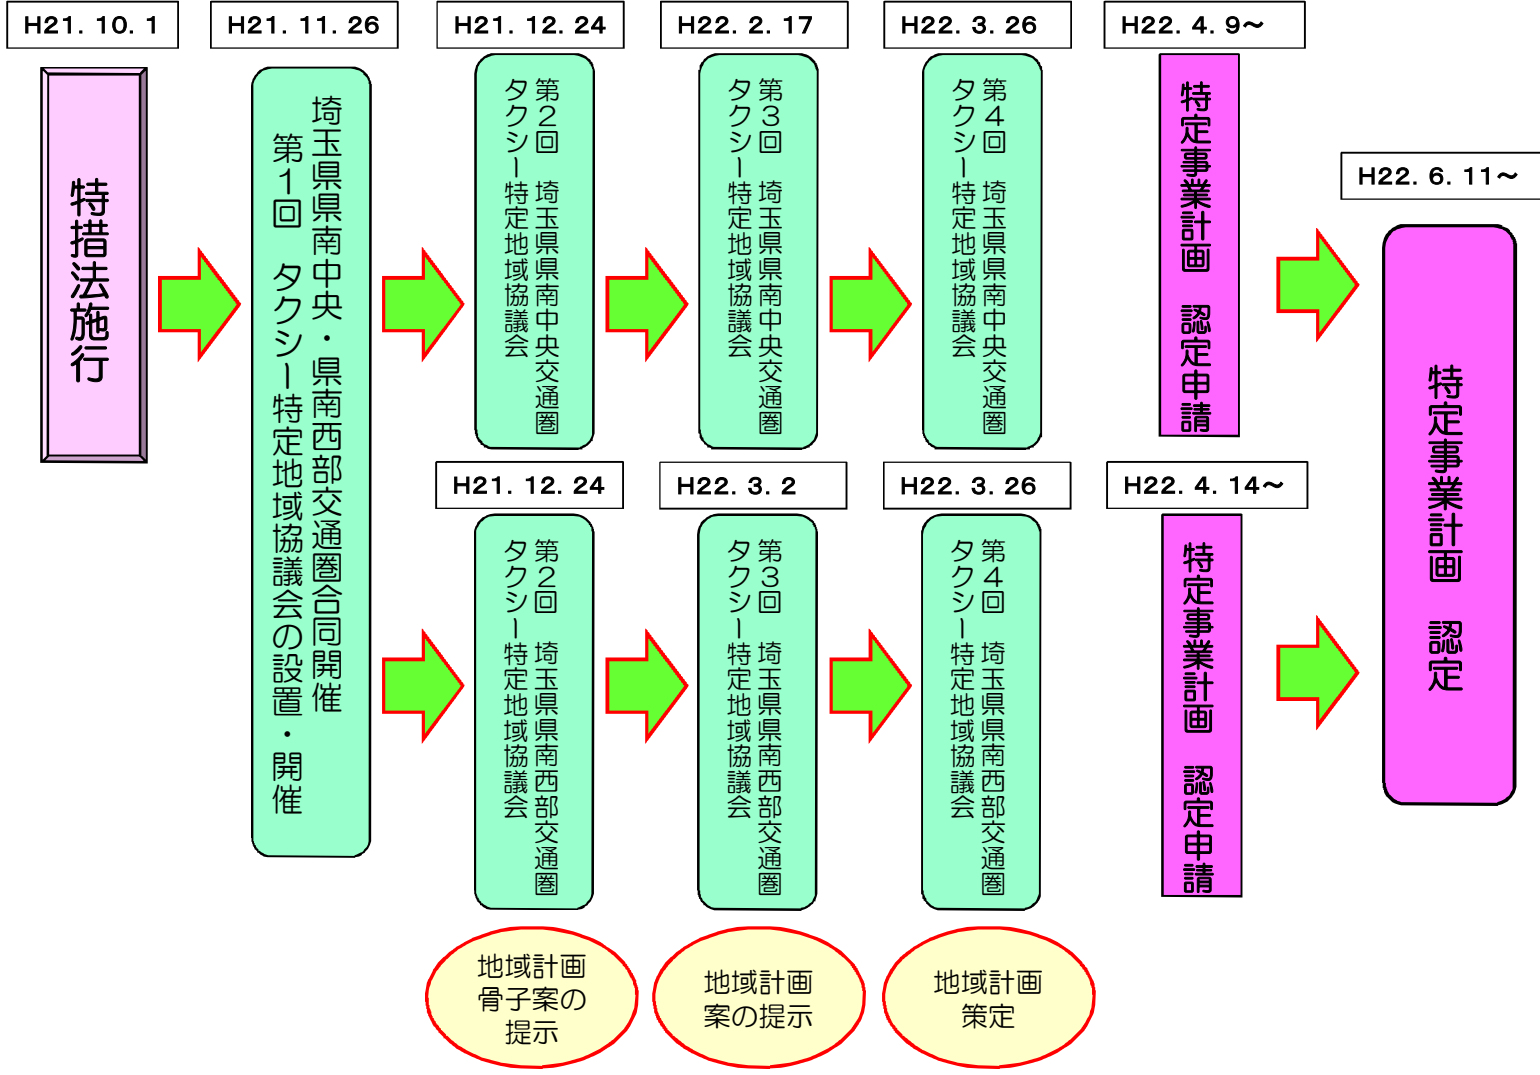 H21. 10. 1
特措法施行
H21. 11. 26
埼玉県県南中央・県南西部交通圏合同開催
第1回　タクシー特定地域協議会の設置・開催
H21. 12. 24
第2回　埼玉県県南中央交通圏
タクシー特定地域協議会
H22. 2. 17
第3回　埼玉県県南中央交通圏
タクシー特定地域協議会
H22. 3. 26
第4回　埼玉県県南中央交通圏
タクシー特定地域協議会
H22. 4. 9～
特定事業計画　認定申請
H21. 12. 24
第2回　埼玉県県南西部交通圏
タクシー特定地域協議会
H22. 3. 2
第3回　埼玉県県南西部交通圏
タクシー特定地域協議会
H22. 3. 26
第4回　埼玉県県南西部交通圏
タクシー特定地域協議会
H22. 4. 14～
特定事業計画　認定申請
H22. 6. 11～
特定事業計画　認定
地域計画
骨子案の
提示
地域計画
案の提示
地域計画
策定